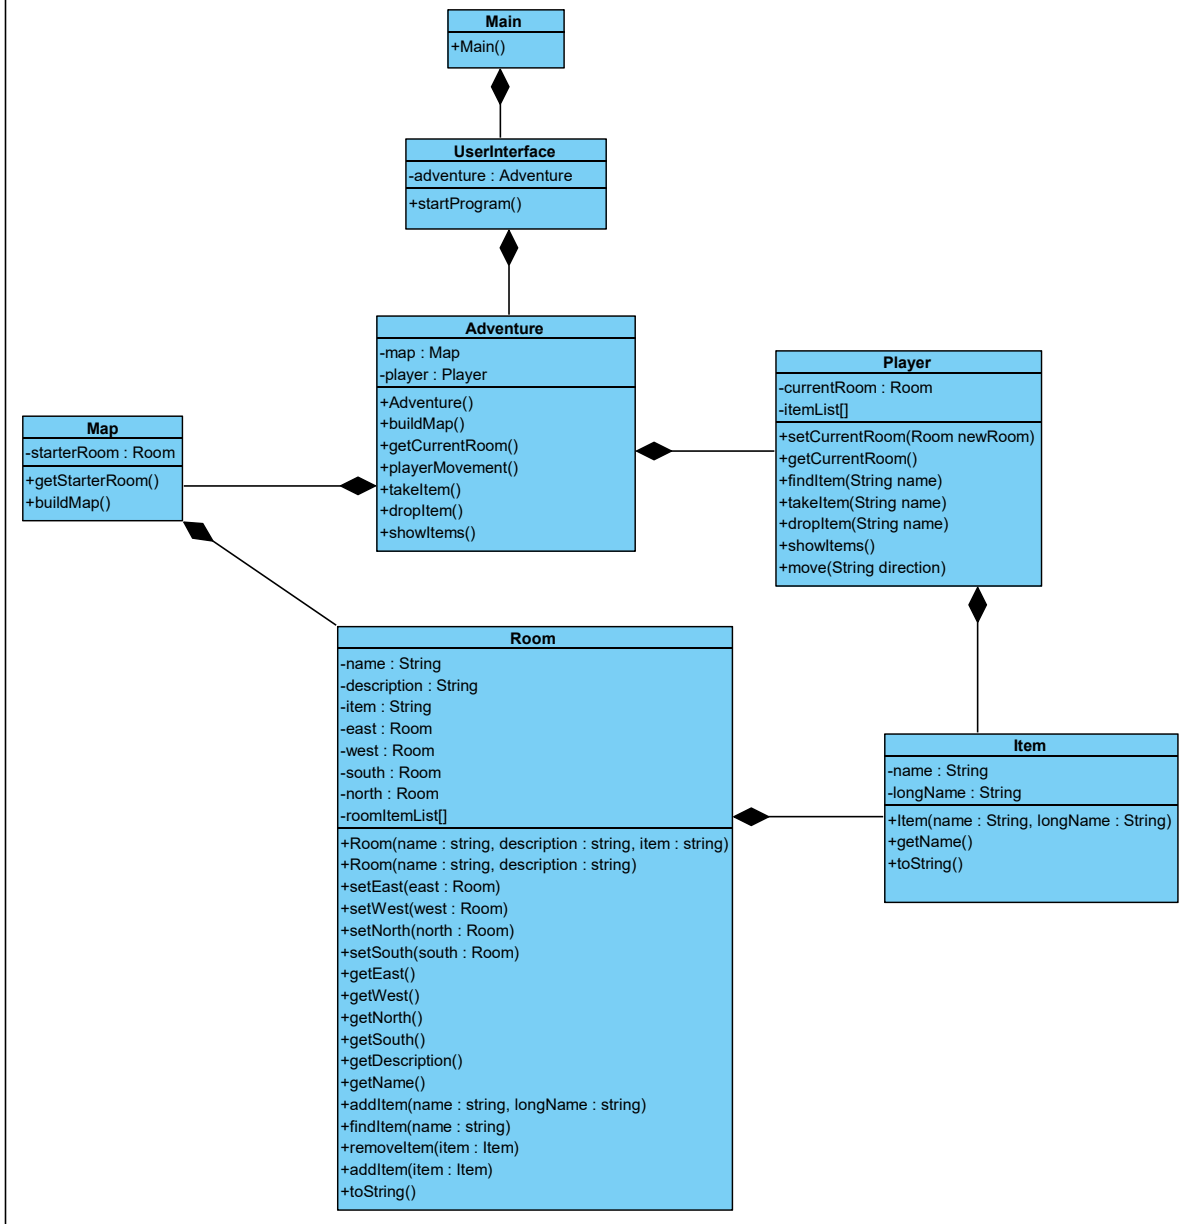 Main
+Main()
UserInterface
-adventure : Adventure
+startProgram()
Adventure
-map : Map
-player : Player
+Adventure()
+buildMap()
+getCurrentRoom()
+playerMovement()
+takeItem()
+dropItem()
+showItems()
Player
-currentRoom : Room
-itemList[]
+setCurrentRoom(Room newRoom)
+getCurrentRoom()
+findItem(String name)
+takeItem(String name)
+dropItem(String name)
+showItems()
+move(String direction)
Map
-starterRoom : Room
+getStarterRoom()
+buildMap()
Room
-name : String
-description : String
-item : String
-east : Room
-west : Room
-south : Room
-north : Room
-roomItemList[]
+Room(name : string, description : string, item : string)
+Room(name : string, description : string)
+setEast(east : Room)
+setWest(west : Room)
+setNorth(north : Room)
+setSouth(south : Room)
+getEast()
+getWest()
+getNorth()
+getSouth()
+getDescription()
+getName()
+addItem(name : string, longName : string)
+findItem(name : string)
+removeItem(item : Item)
+addItem(item : Item)
+toString()
Item
-name : String
-longName : String
+Item(name : String, longName : String)
+getName()
+toString()